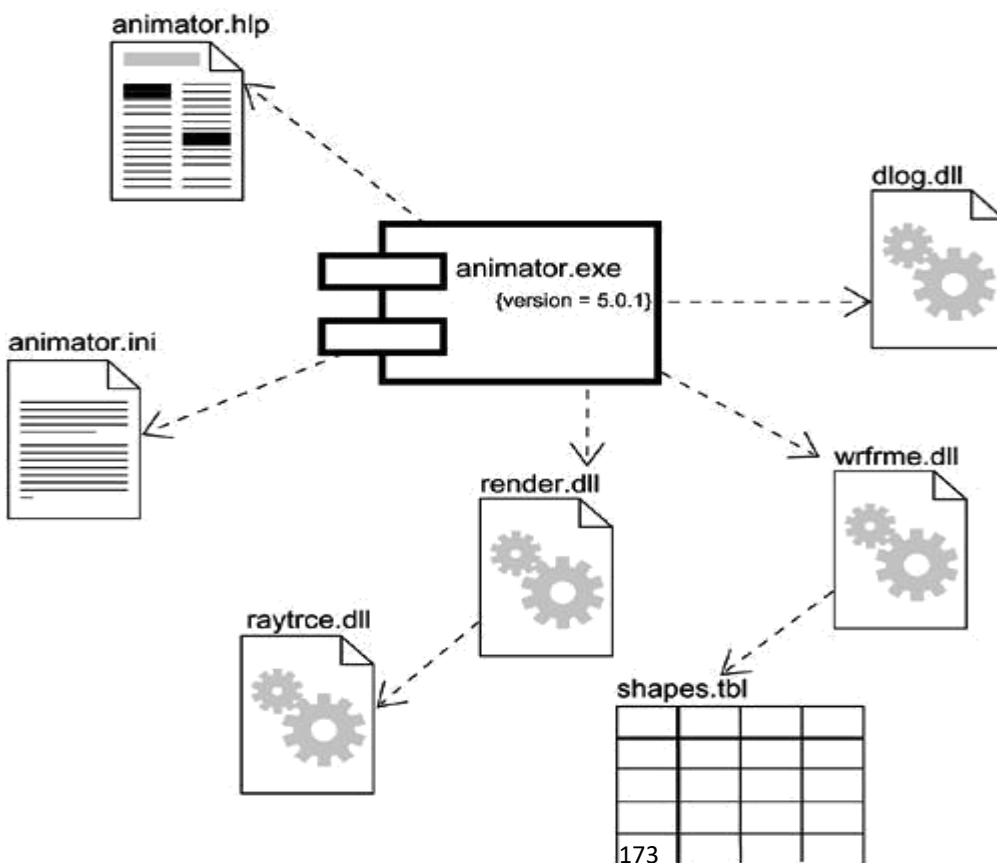 animator.hlp
dlog.dll
animator.exe
{version = 5.0.1}
animator.ini
wrfrme.dll
render.dll
raytrce.dll
shapes.tbl
173